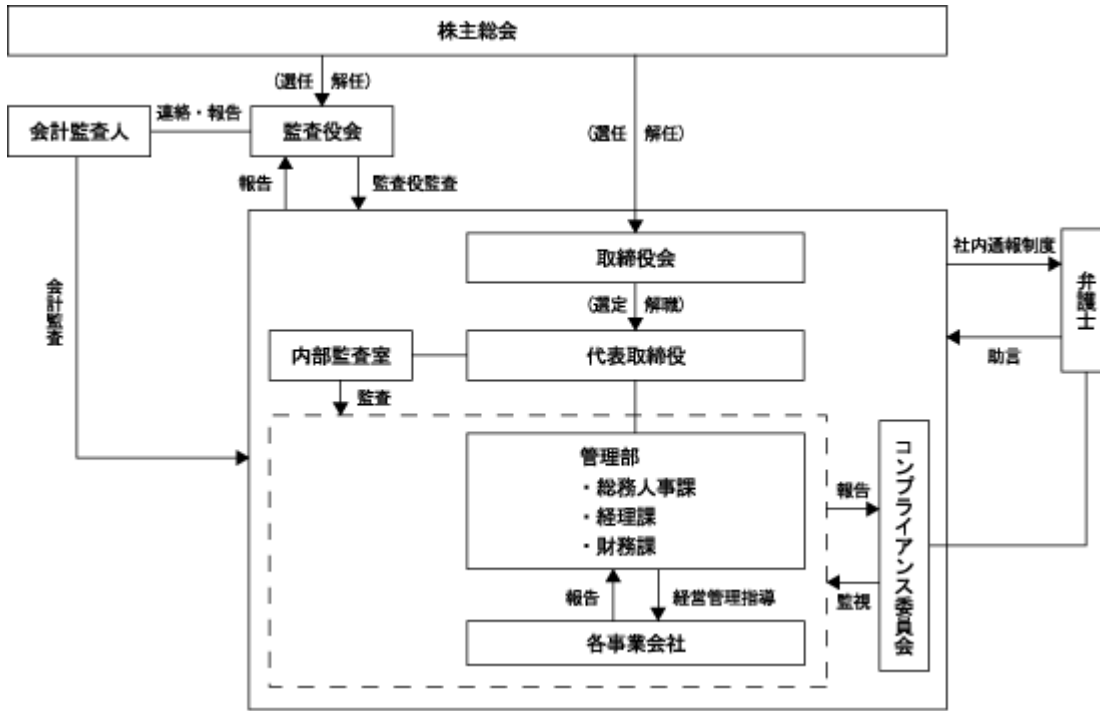 株主総会
(選任 解任)
(選任 解任)
会計監査人
連絡・報告
監査役会
報告
監査役監査
取締役会
社内通報制度
弁護士
(選定 解職)
助言
会計監査
内部監査室
代表取締役
監査
管理部
・総務人事課
・経理課
・財務課
報告
コンプライアンス委員会
監視
報告
経営管理指導
各事業会社